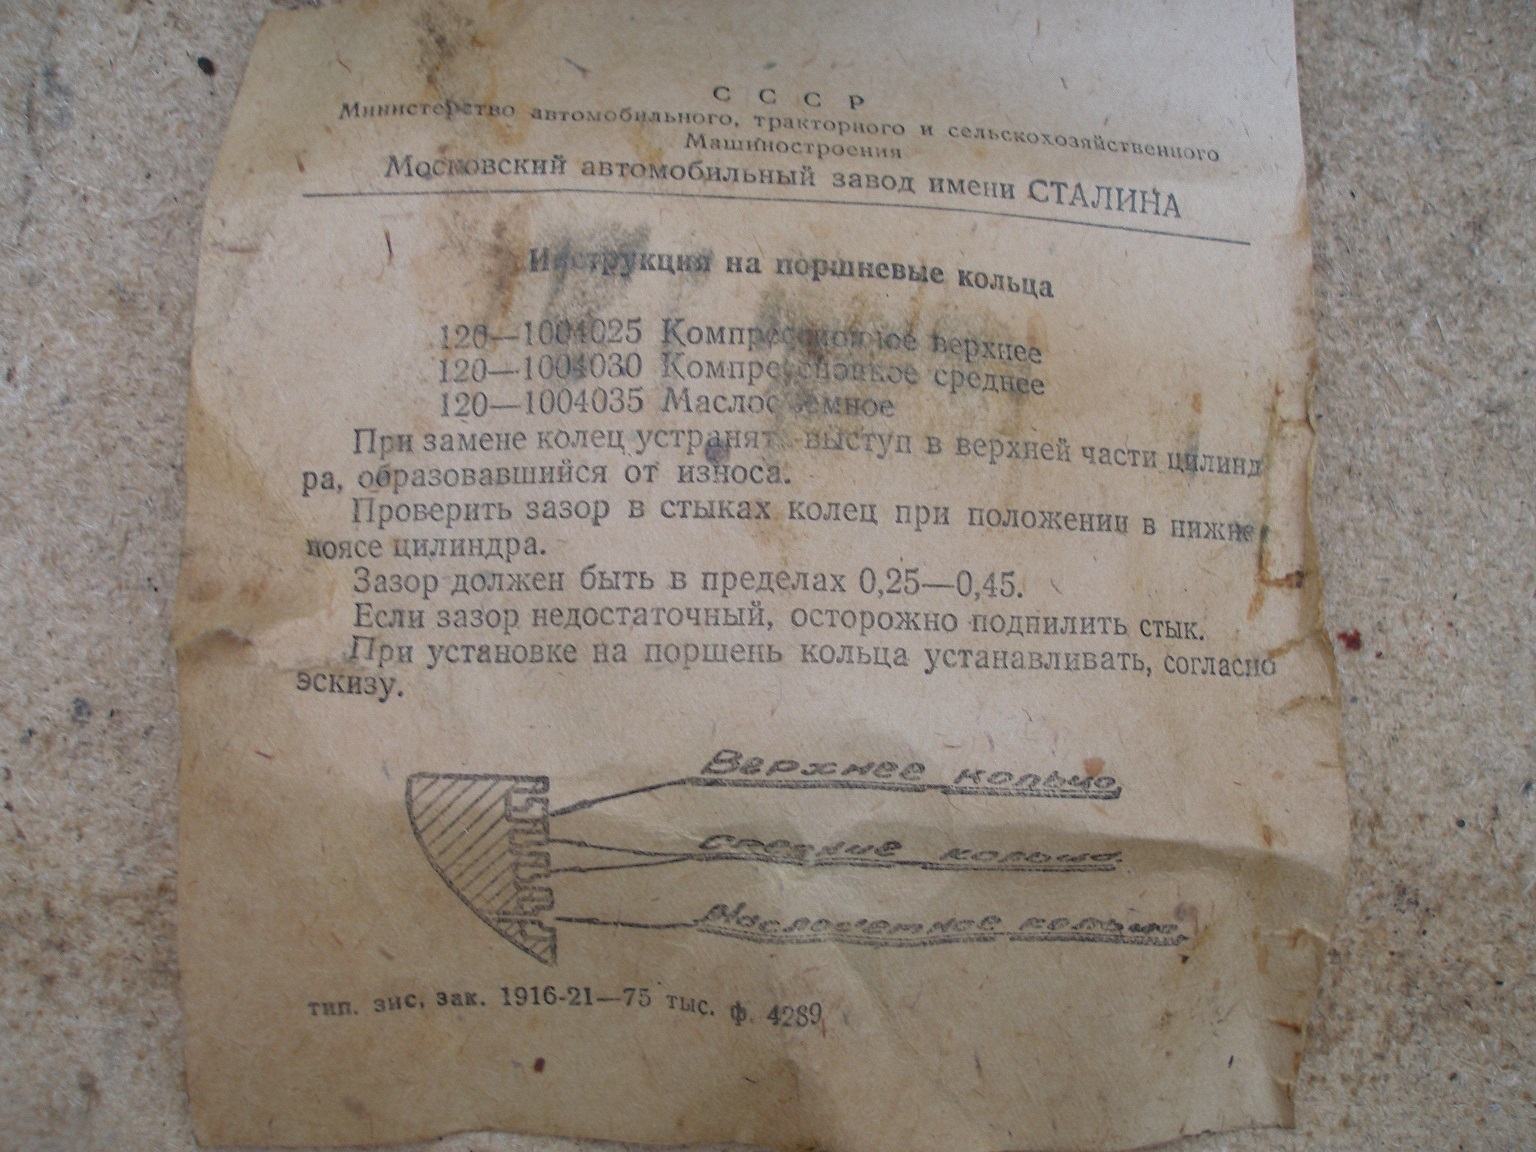 С С С Р
Министерство автомобильного, тракторного и сельскохозяйственного
Машиностроения
Московский автомобильный завод имени СТАЛИНА
Инструкция на поршневые кольца
120—1004025 Компрессионное верхнее
120—1004030 Компрессионное среднее
120—1004035 Маслосъемное
При замене колец устранять выступ в верхней части цилинд
ра, образовавшийся от износа.
Проверить зазор в стыках колец при положении в нижне
поясе цилиндра.
Зазор должен быть в пределах 0,25—0,45.
Если зазор недостаточный, осторожно подпилить стык.
При установке на поршень кольца устанавливать, согласно
эскизу.
Верхнее кольцо
Средние кольца
кольцо
тип. зис, зак. 1916-21—75 тыс. ф. 4289